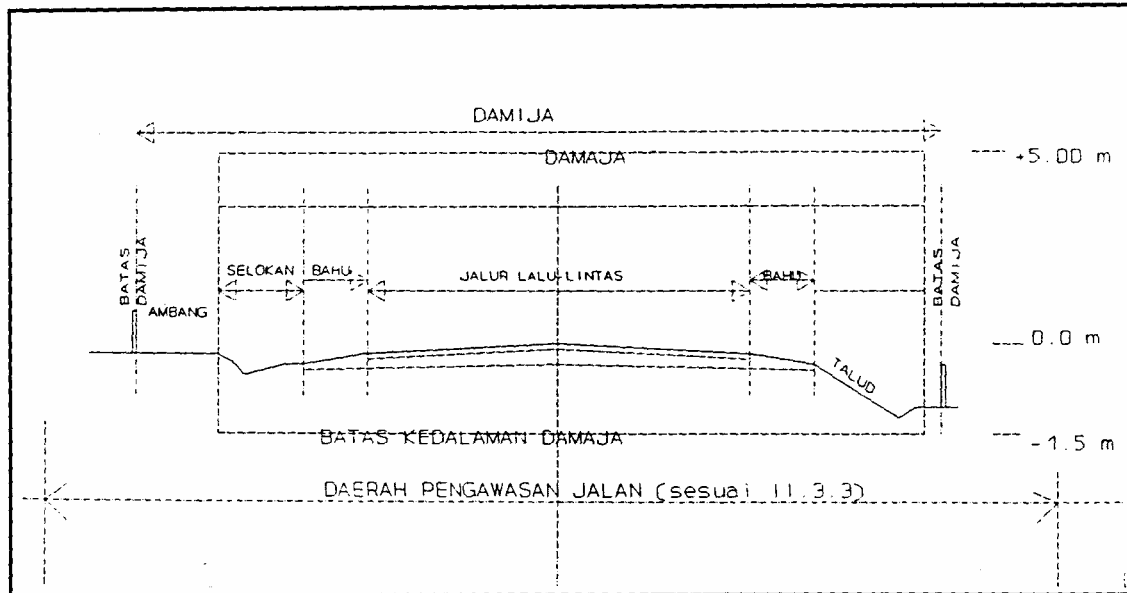 DAMIJA
DAMAJA
+5.00 m
BATAS
DAMIJA
SELOKAN
BAHU
JALUR LALU-LINTAS
BAHU
BATAS
DAMIJA
AMBANG
0.0 m
TALUD
BATAS KEDALAMAN DAMAJA
-1.5 m
DAERAH PENGAWASAN JALAN (sesuai II.3.3)